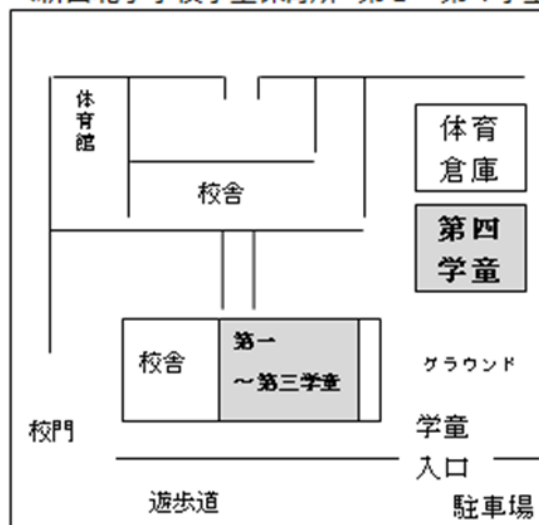 体育館
体育
倉庫
校舎
第四
学童
校舎
第一
～第三学童
グラウンド
校門
学童
入口
遊歩道
駐車場